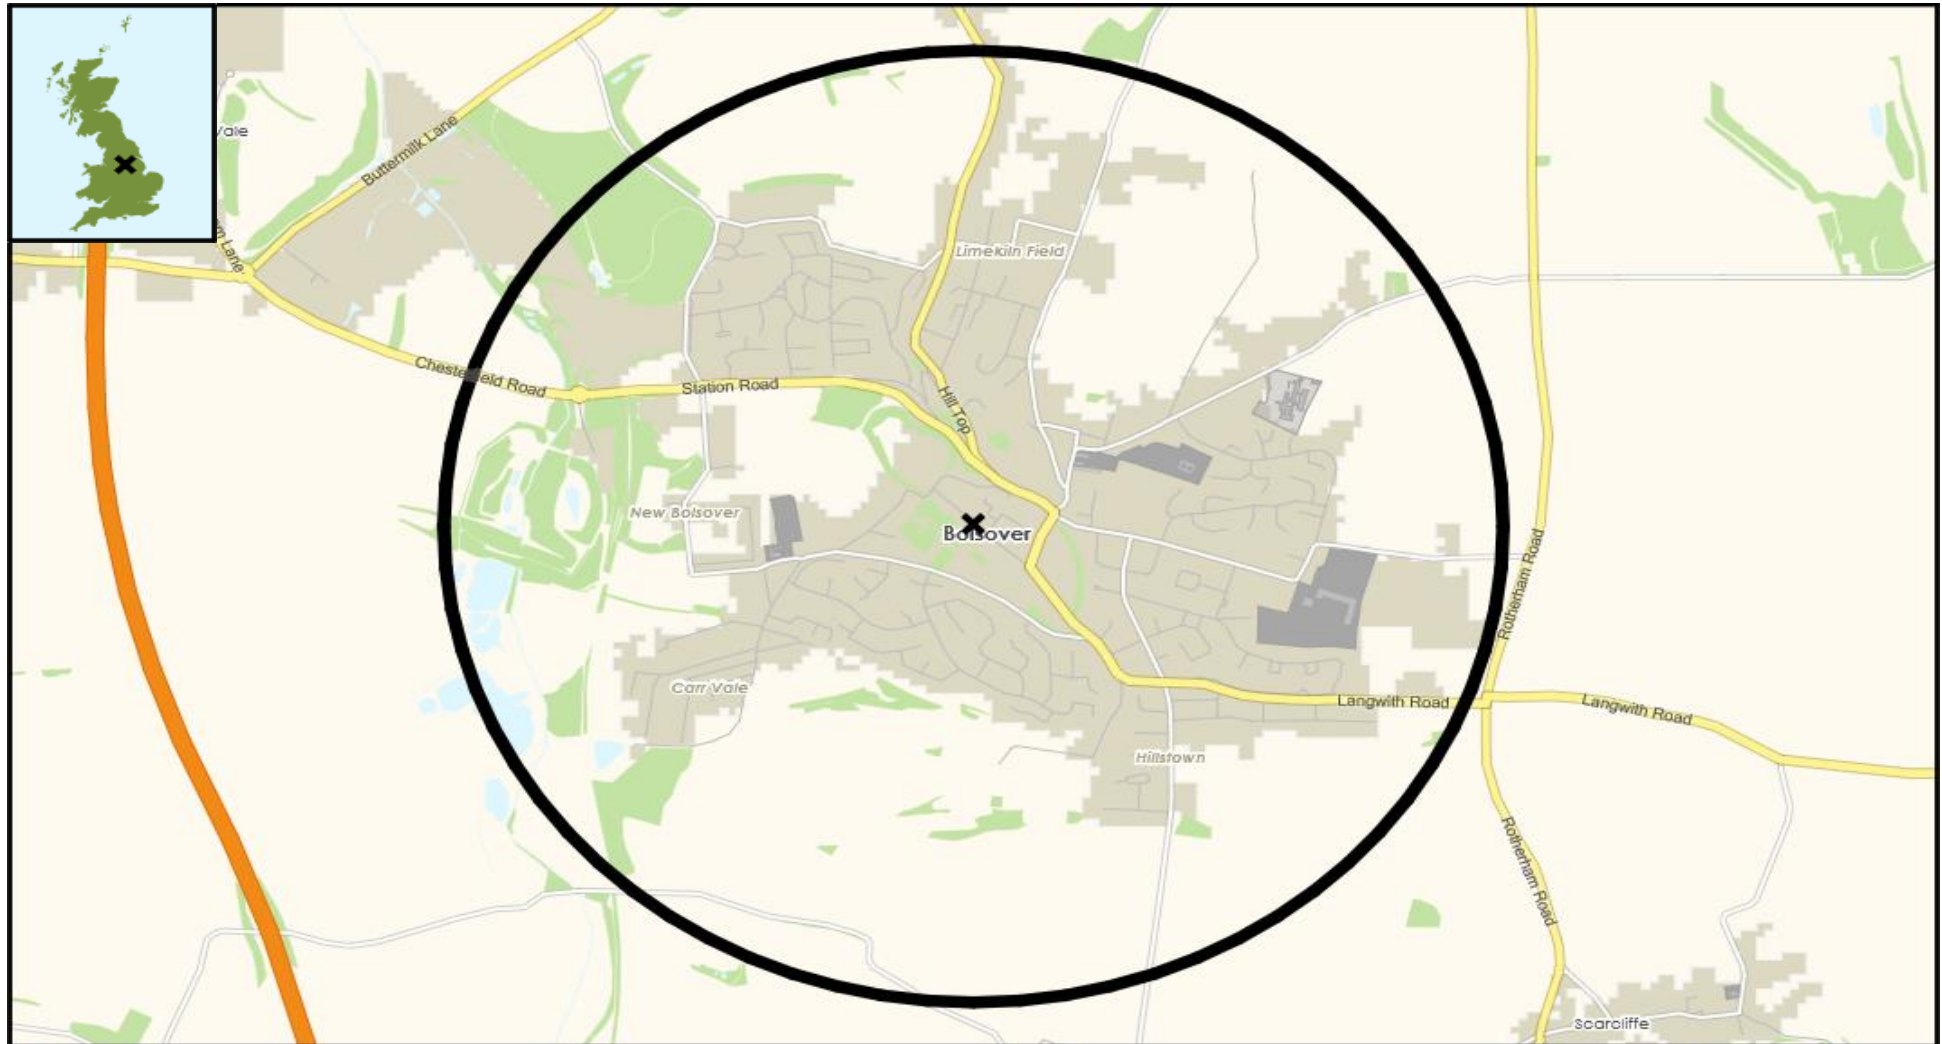 Vale
Buttermilk Lane
m Lane
Limekiln Field
Chesterfield Road
Station Road
Hill Top
New Bolsover
Bolsover
Rotherham Road
Carr Vale
Langwith Road
Langwith Road
Hillstown
Rotherham Road
Scarcliffe